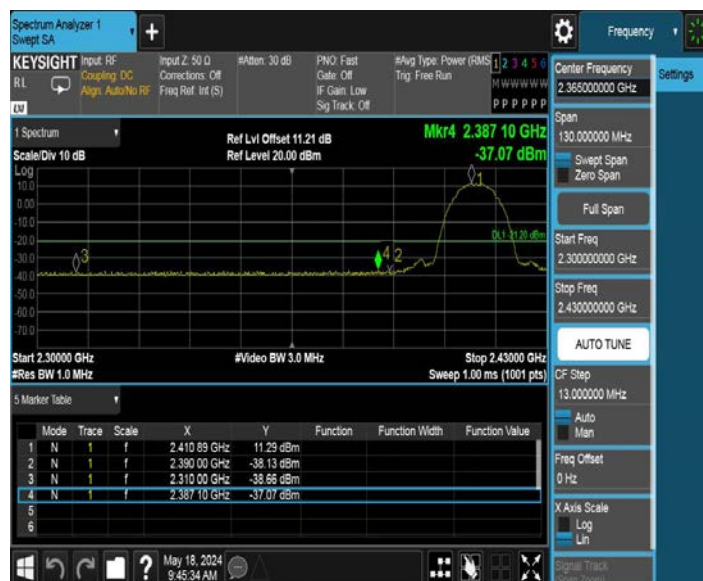 Spectrum Analyzer 1
Swept SA
+
Frequency
KEYSIGHT
RL
LXI
Input: RF
Coupling: DC
Align: Auto/No RF
Input Z: 50 Ω
Corrections: Off
Freq Ref: Int (S)
#Atten: 30 dB
PNO: Fast
Gate: Off
IF Gain: Low
Sig Track: Off
#Avg Type: Power (RMS
Trig: Free Run
1 2 3 4 5 6
M W W W W W
P P P P P P
1 Spectrum
Scale/Div 10 dB
Ref Lvl Offset 11.21 dB
Ref Level 20.00 dBm
Mkr4 2.387 10 GHz
-37.07 dBm
Log
10.0
0.00
-10.0
-20.0
-30.0
-40.0
-50.0
-60.0
-70.0
1
DL1 -21.20 dBm
3
4 2
Start 2.30000 GHz
#Video BW 3.0 MHz
Stop 2.43000 GHz
#Res BW 1.0 MHz
Sweep 1.00 ms (1001 pts)
5 Marker Table
Mode Trace Scale X Y Function Function Width Function Value
1 N 1 f 2.410 89 GHz 11.29 dBm
2 N 1 f 2.390 00 GHz -38.13 dBm
3 N 1 f 2.310 00 GHz -38.66 dBm
4 N 1 f 2.387 10 GHz -37.07 dBm
5
6
?
May 18, 2024
9:45:34 AM
Center Frequency
2.365000000 GHz
Settings
Span
130.000000 MHz
Swept Span
Zero Span
Full Span
Start Freq
2.300000000 GHz
Stop Freq
2.430000000 GHz
AUTO TUNE
CF Step
13.000000 MHz
Auto
Man
Freq Offset
0 Hz
X Axis Scale
Log
Lin
Signal Track